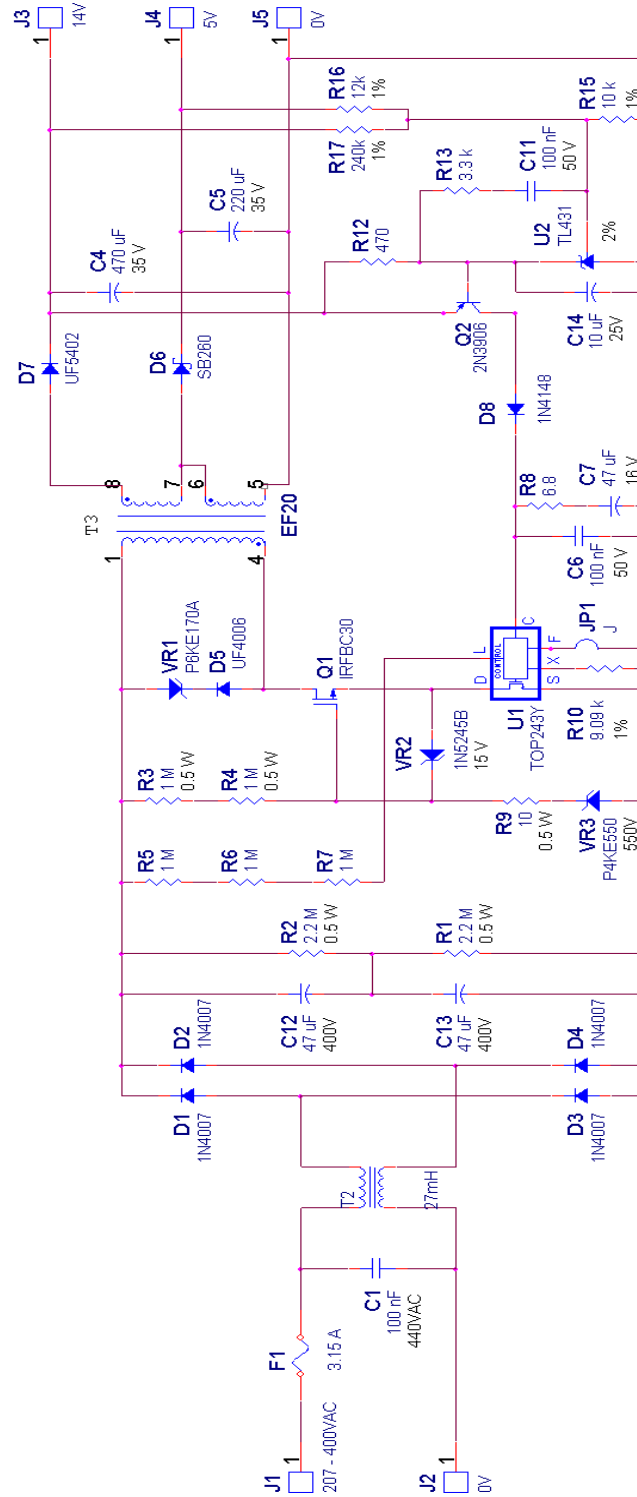 J3
14V
1
J4
5V
1
J5
0V
1
R16
12k
1%
R17
240k
1%
R15
10 k
1%
C5
220 uF
35 V
C4
470 uF
35 V
R13
3.3 k
C11
100 nF
50 V
R12
470
U2
TL431
2%
Q2
2N3906
C14
10 uF
25V
D7
UF5402
D6
SB260
D8
1N4148
8
7
6
5
T3
EF20
1
4
R8
6.8
C7
47 uF
16 V
C6
100 nF
50 V
VR1
P6KE170A
D5
UF4006
Q1
IRFBC30
L
CONTROL
C
D
S
X
F
U1
TOP243Y
JP1
J
R10
9.09 k
1%
VR2
1N5245B
15 V
R3
1 M
0.5 W
R4
1 M
0.5 W
R9
10
0.5 W
VR3
P4KE550
550V
R5
1 M
R6
1 M
R7
1 M
R2
2.2 M
0.5 W
R1
2.2 M
0.5 W
C12
47 uF
400V
C13
47 uF
400V
D2
1N4007
D1
1N4007
D4
1N4007
D3
1N4007
T2
27mH
C1
100 nF
440VAC
F1
3.15 A
J1
1
207 - 400VAC
J2
1
0V